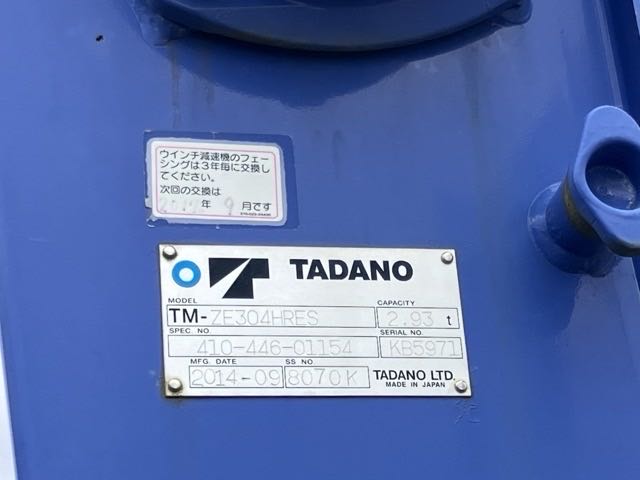 ウインチ減速機のフェー
シングは3年毎に交換し
てください。
次回の交換は
年 9月です
TADANO
MODEL CAPACITY
TM-ZE304HRES 2.93 t
SPEC. NO. SERIAL NO.
410-446-01154 KB5971
MFG. DATE SS NO.
2014-09 8070K TADANO LTD.
MADE IN JAPAN